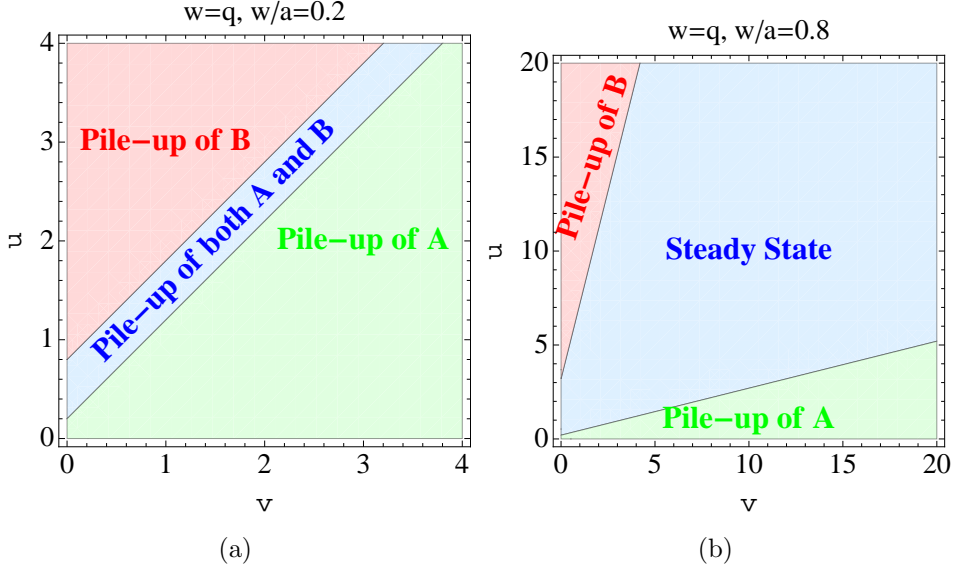 w=q, w/a=0.2
4
3
2
1
0
u
Pile−up of B
Pile−up of both A and B
Pile−up of A
0 1 2 3 4
v
(a)
w=q, w/a=0.8
20
15
10
5
0
u
Pile−up of B
Steady State
Pile−up of A
0 5 10 15 20
v
(b)